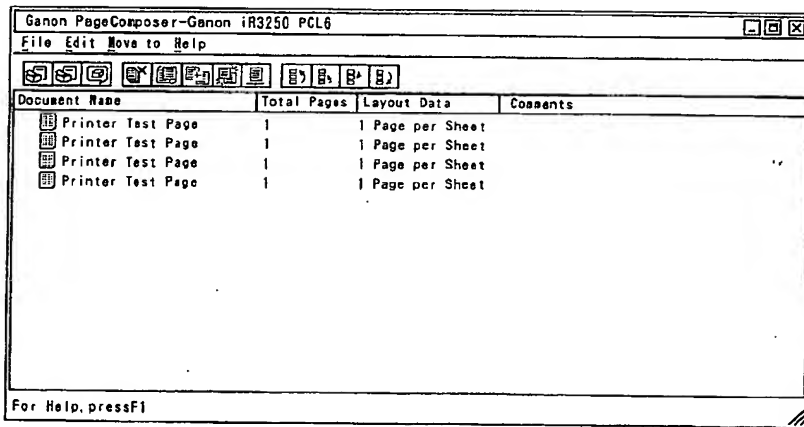 Ganon PageComposer-Ganon iR3250 PCL6
File Edit Move to Help
Document Name Total Pages Layout Data Comments
Printer Test Page 1 1 Page per Sheet
Printer Test Page 1 1 Page per Sheet
Printer Test Page 1 1 Page per Sheet
Printer Test Page 1 1 Page per Sheet
For Help, pressF1